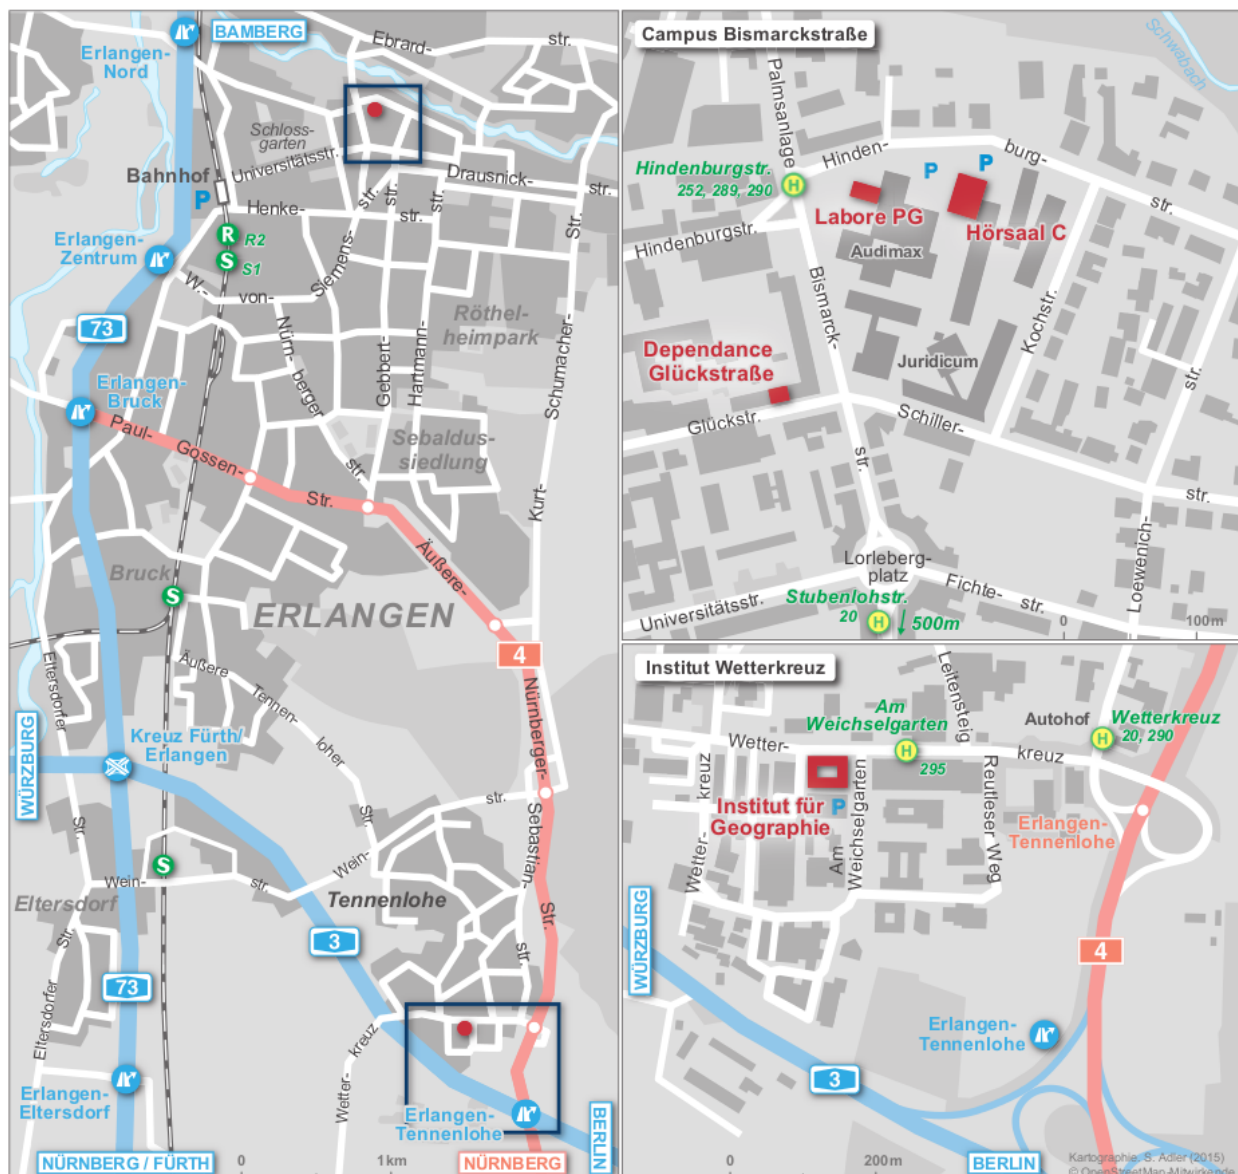 BAMBERG
Erlangen-
Nord
Ebrard-
str.
Schloss-
garten
Universitätsstr.
Bahnhof
P
Drausnick-
str.
Henke-
str.
str.
str.
Str.
R
R2
S
S1
Erlangen-
Zentrum
W.-
von-
Siemens-
73
Nürn-
berger
str.
Gebbert-
Hartmann-
Röthel-
heimpark
Schumacher-
Kurt-
Erlangen-
Bruck
Paul-
Gossen-
Str.
Sebaldus-
siedlung
Äußere-
Bruck
S
ERLANGEN
4
Nürnberger-
Eltersdorfer
Str.
Äußere
Tennen-
loher
Str.
WÜRZBURG
Kreuz Fürth/
Erlangen
S
Wein-
str.
Wein-
str.
Sebastian-
str.
Str.
Tennenlohe
Eltersdorf
3
73
Str.
Eltersdorfer
Wetter-
kreuz
Erlangen-
Eltersdorf
Erlangen-
Tennenlohe
NÜRNBERG / FÜRTH
0
1km
NÜRNBERG
BERLIN
Campus Bismarckstraße
Schwabach
Palmsanlage
Hinden-
burg-
str.
P
P
Hindenburgstr.
252, 289, 290
H
Labore PG
Hörsaal C
Hindenburgstr.
Audimax
Bismarck-
str.
Kochstr.
Juridicum
Dependance
Glückstraße
Glückstr.
Schiller-
str.
str.
Loewenich-
Lorleberg-
platz
Fichte-
str.
Universitätsstr.
Stubenlohstr.
20
H
500m
0
100m
Institut Wetterkreuz
Leitensteig
Am
Weichselgarten
H
295
Autohof
Wetterkreuz
20, 290
H
Wetter-
kreuz
Wetter-
kreuz
Institut für
Geographie
P
Am
Weichselgarten
Reutleser Weg
Erlangen-
Tennenlohe
WÜRZBURG
4
Erlangen-
Tennenlohe
3
0
200m
BERLIN
Kartographie, S. Adler (2015)
© OpenStreetMap-Mitwirkende